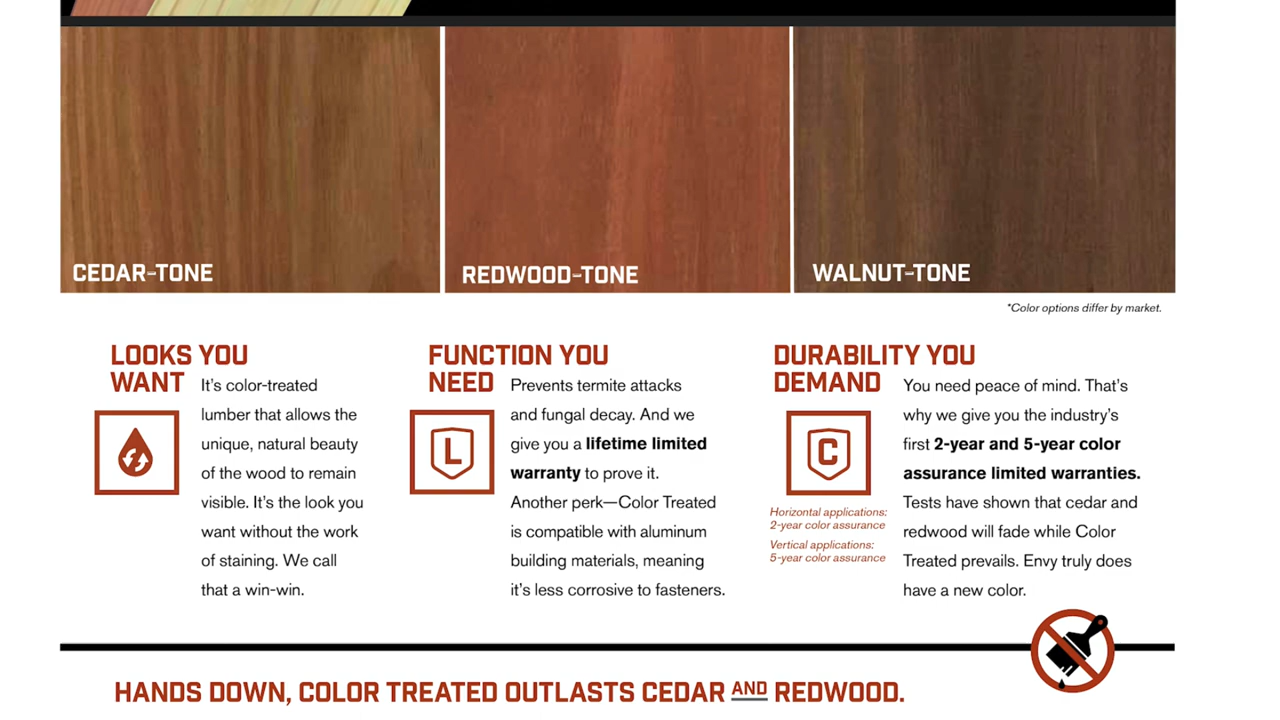 CEDAR-TONE
REDWOOD-TONE
WALNUT-TONE
*Color options differ by market.
LOOKS YOU
WANT It's color-treated
lumber that allows the
unique, natural beauty
of the wood to remain
visible. It's the look you
want without the work
of staining. We call
that a win-win.
FUNCTION YOU
NEED Prevents termite attacks
and fungal decay. And we
give you a lifetime limited
warranty to prove it.
Another perk—Color Treated
is compatible with aluminum
building materials, meaning
it's less corrosive to fasteners.
L
DURABILITY YOU
DEMAND You need peace of mind. That's
why we give you the industry's
first 2-year and 5-year color
assurance limited warranties.
Tests have shown that cedar and
redwood will fade while Color
Treated prevails. Envy truly does
have a new color.
C
Horizontal applications:
2-year color assurance
Vertical applications:
5-year color assurance
HANDS DOWN, COLOR TREATED OUTLASTS CEDAR AND REDWOOD.